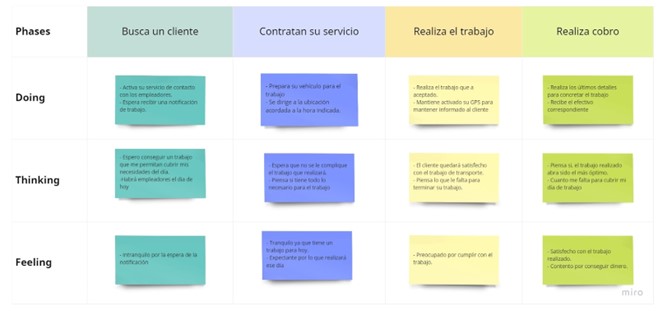 Phases
Busca un cliente
Contratan su servicio
Realiza el trabajo
Realiza cobro
Doing
- Activa su servicio de contacto
con los empleadores.
- Espera recibir una notificación
de trabajo.
- Prepara su vehículo para el
trabajo
- Se dirige a la ubicación
acordada a la hora indicada.
- Realiza el trabajo que a
aceptado.
- Mantiene activado su GPS para
mantener informado al cliente
- Realiza los últimos detalles
para concretar el trabajo
- Recibe el efectivo
correspondiente
Thinking
- Espero conseguir un trabajo
que me permitan cubrir mis
necesidades del día.
-Habrá empleadores el día de
hoy
- Espera que no se le complique
el trabajo que realizará.
- Piensa si tiene todo lo
necesario para el trabajo
- El cliente quedará satisfecho
con el trabajo de transporte.
- Piensa lo que le falta para
terminar su trabajo.
- Piensa si, el trabajo realizado
abra sido el más óptimo.
- Cuanto me falta para cubrir mi
día de trabajo
Feeling
- Intranquilo por la espera de la
notificación
- Tranquilo ya que tiene un
trabajo para hoy.
- Expectante por lo que realizará
ese día
- Preocupado por cumplir con el
trabajo.
- Satisfecho con el trabajo
realizado.
- Contento por conseguir dinero.
miro